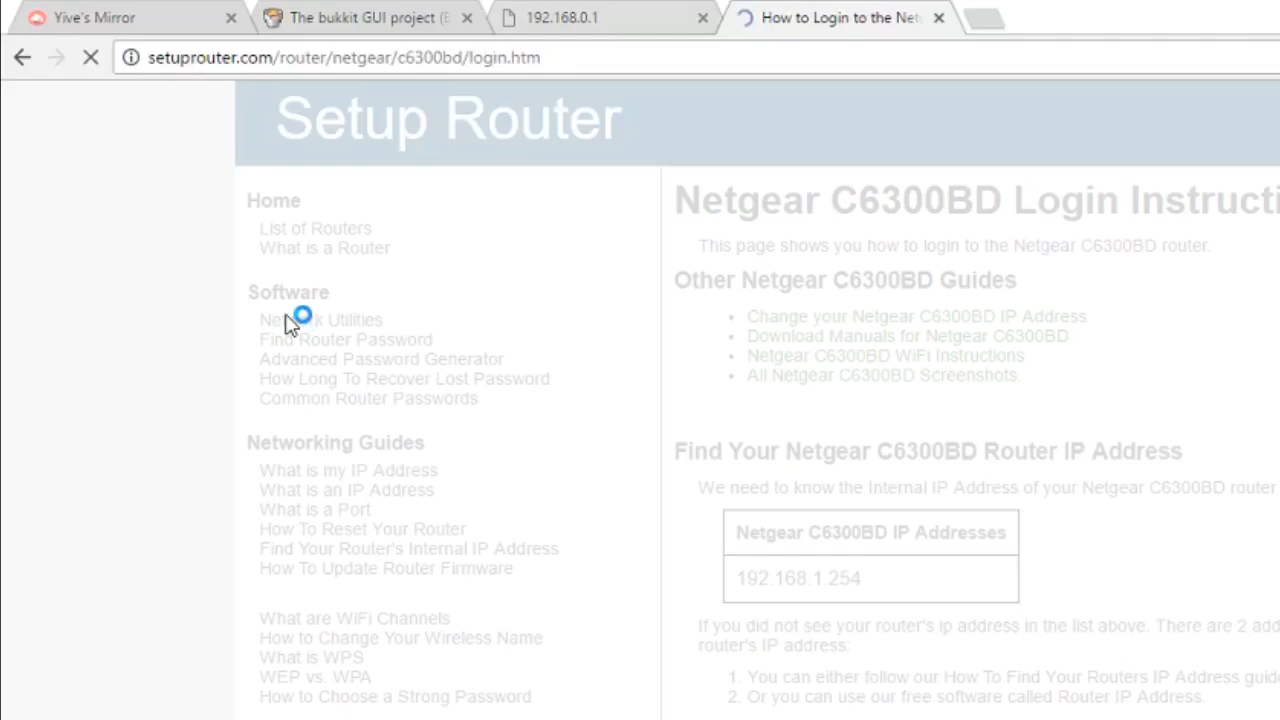 Yive's Mirror
The bukkit GUI project (E
192.168.0.1
How to Login to the Net
setuprouter.com/router/netgear/c6300bd/login.htm
Setup Router
Home
List of Routers
What is a Router
Software
Network Utilities
Find Router Password
Advanced Password Generator
How Long To Recover Lost Password
Common Router Passwords
Networking Guides
What is my IP Address
What is an IP Address
What is a Port
How To Reset Your Router
Find Your Router's Internal IP Address
How To Update Router Firmware
What are WiFi Channels
How to Change Your Wireless Name
What is WPS
WEP vs. WPA
How to Choose a Strong Password
Netgear C6300BD Login Instructi
This page shows you how to login to the Netgear C6300BD router.
Other Netgear C6300BD Guides
• Change your Netgear C6300BD IP Address
• Download Manuals for Netgear C6300BD
• Netgear C6300BD WiFi Instructions
• All Netgear C6300BD Screenshots.
Find Your Netgear C6300BD Router IP Address
We need to know the Internal IP Address of your Netgear C6300BD router
Netgear C6300BD IP Addresses
192.168.1.254
If you did not see your router's ip address in the list above. There are 2 add
router's IP address:
1. You can either follow our How To Find Your Routers IP Address guide
2. Or you can use our free software called Router IP Address.